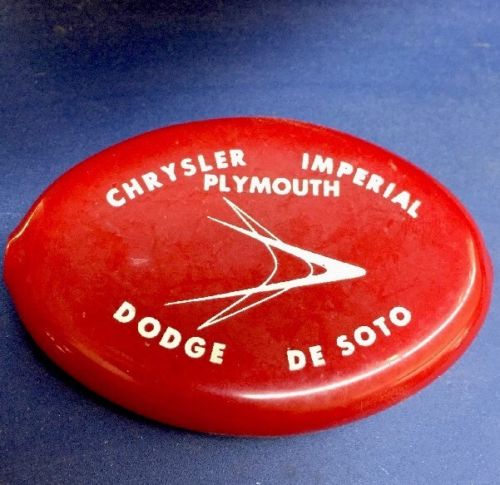 CHRYSLER IMPERIAL
PLYMOUTH
DODGE DE SOTO